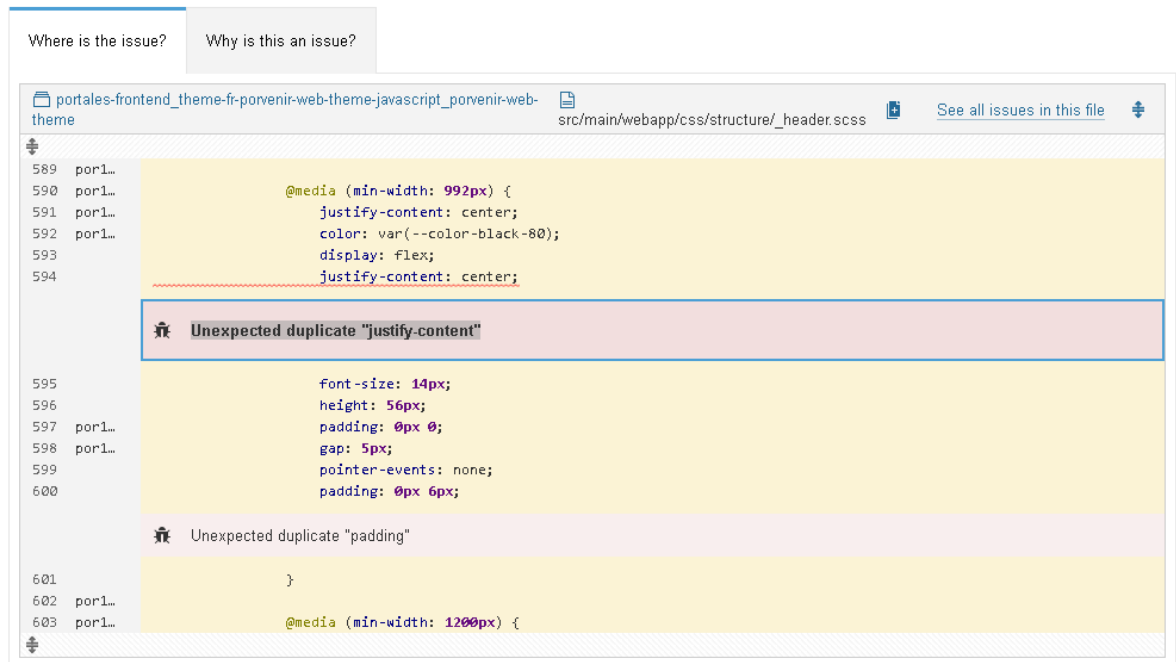 Where is the issue? Why is this an issue?
portales-frontend_theme-fr-porvenir-web-theme-javascript_porvenir-web-theme
src/main/webapp/css/structure/_header.scss See all issues in this file
589 por1…
590 por1… @media (min-width: 992px) {
591 por1… justify-content: center;
592 por1… color: var(--color-black-80);
593 display: flex;
594 justify-content: center;
Unexpected duplicate "justify-content"
595 font-size: 14px;
596 height: 56px;
597 por1… padding: 0px 0;
598 por1… gap: 5px;
599 pointer-events: none;
600 padding: 0px 6px;
Unexpected duplicate "padding"
601 }
602 por1…
603 por1… @media (min-width: 1200px) {